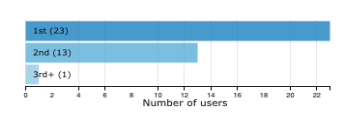 1st (23)
2nd (13)
3rd+ (1)
0 2 4 6 8 10 12 14 16 18 20 22
Number of users